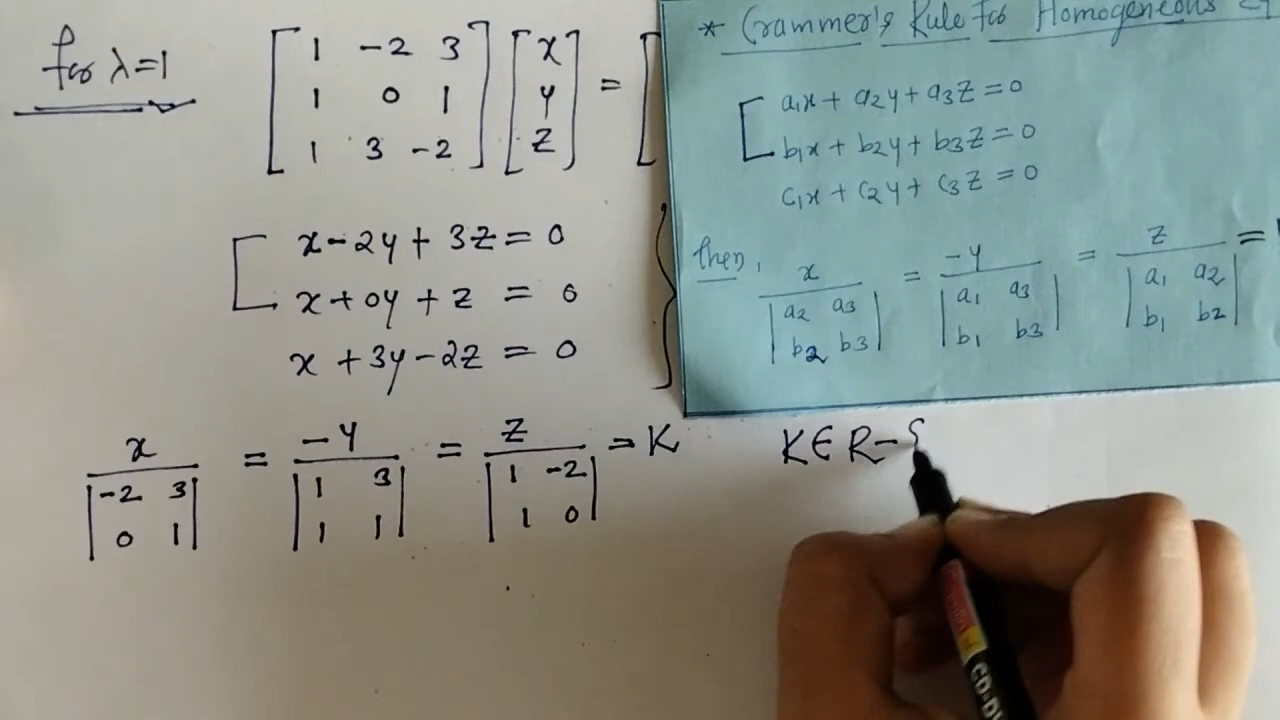 for λ=1
[ 1 -2 3 ] [ x ] = [
[ 1 0 1 ] [ y ]
[ 1 3 -2 ] [ z ]
x-2y+3z=0
x+0y+z=0
x+3y-2z=0
x / |-2 3| = -y / |1 3| = z / |1 -2| = K K∈R-
|0 1| |1 1| |1 0|
* Crammer's Rule For Homogeneous
a1x+a2y+a3z=0
b1x+b2y+b3z=0
c1x+c2y+c3z=0
then, x / |a2 a3| = -y / |a1 a3| = z / |a1 a2| =
|b2 b3| |b1 b3| |b1 b2|
CD-D